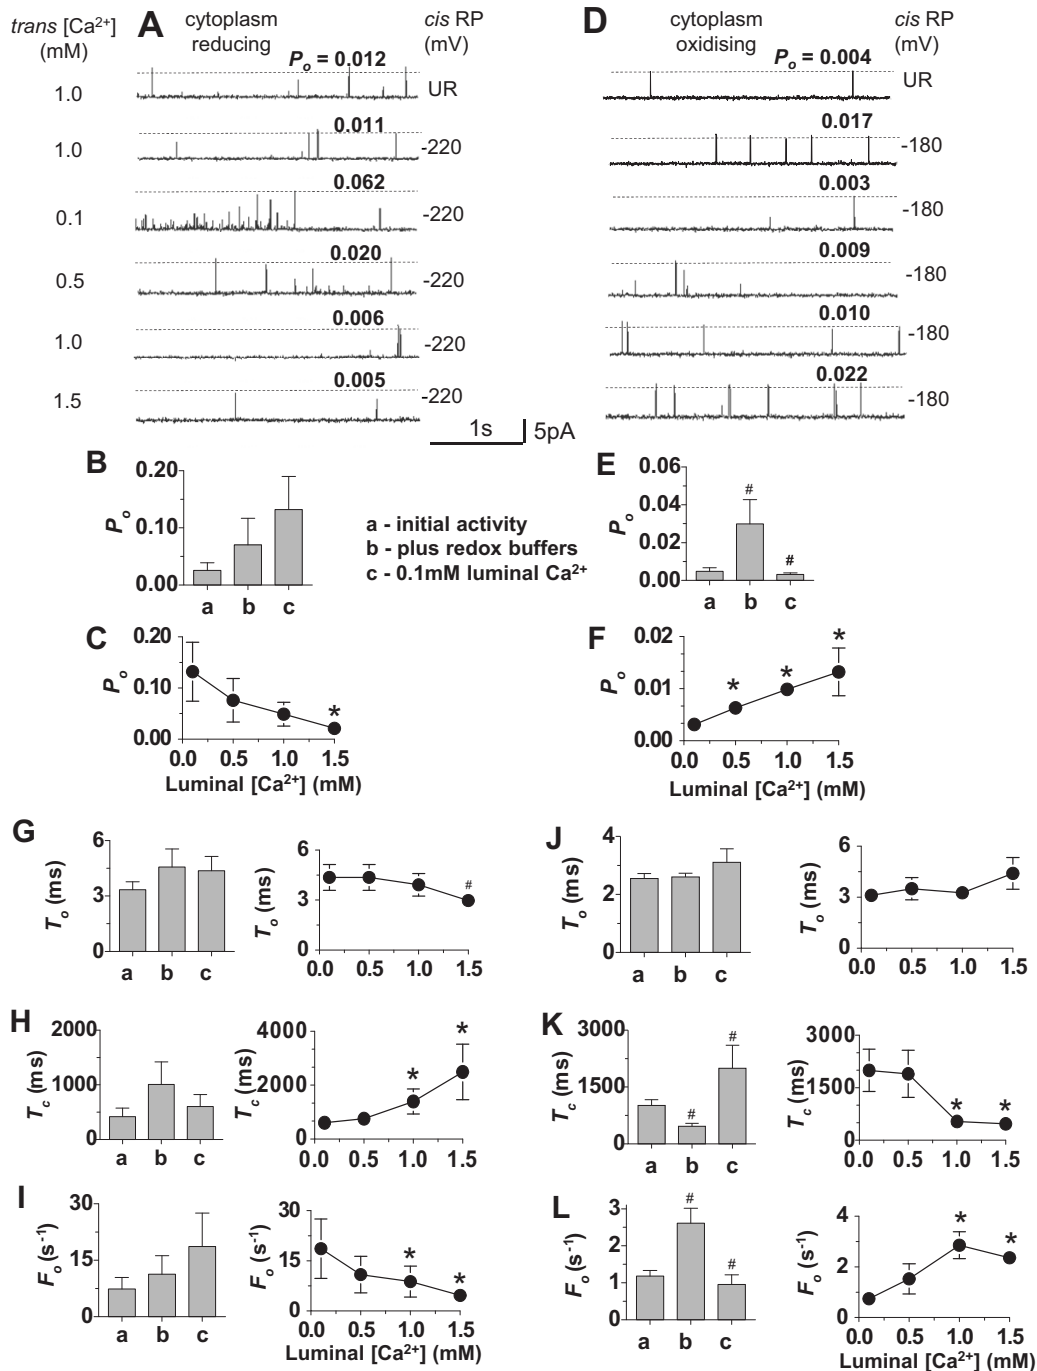 trans [Ca²⁺] (mM)
A
cytoplasm reducing
cis RP (mV)
1.0
Pₒ = 0.012
UR
1.0
0.011
-220
0.1
0.062
-220
0.5
0.020
-220
1.0
0.006
-220
1.5
0.005
-220
D
cytoplasm oxidising
cis RP (mV)
Pₒ = 0.004
UR
0.017
-180
0.003
-180
0.009
-180
0.010
-180
0.022
-180
1s
5pA
B
Pₒ
0.20
0.10
0.00
a b c
a - initial activity
b - plus redox buffers
c - 0.1mM luminal Ca²⁺
E
Pₒ
0.06
0.04
0.02
0.00
# #
a b c
C
Pₒ
0.20
0.10
0.00
*
0.0 0.5 1.0 1.5
Luminal [Ca²⁺] (mM)
F
Pₒ
0.02
0.01
0.00
* * *
0.0 0.5 1.0 1.5
Luminal [Ca²⁺] (mM)
G
Tₒ (ms)
6
3
0
a b c
Tₒ (ms)
6
3
0
#
0.0 0.5 1.0 1.5
J
Tₒ (ms)
4
2
0
a b c
Tₒ (ms)
6
3
0
0.0 0.5 1.0 1.5
H
T_c (ms)
2000
1000
0
a b c
T_c (ms)
4000
2000
0
* *
0.0 0.5 1.0 1.5
K
T_c (ms)
3000
1500
0
# #
a b c
T_c (ms)
3000
1500
0
* *
0.0 0.5 1.0 1.5
I
Fₒ (s⁻¹)
30
15
0
a b c
Fₒ (s⁻¹)
30
15
0
* *
0.0 0.5 1.0 1.5
Luminal [Ca²⁺] (mM)
L
Fₒ (s⁻¹)
3
2
1
0
# #
a b c
Fₒ (s⁻¹)
4
2
0
* *
0.0 0.5 1.0 1.5
Luminal [Ca²⁺] (mM)